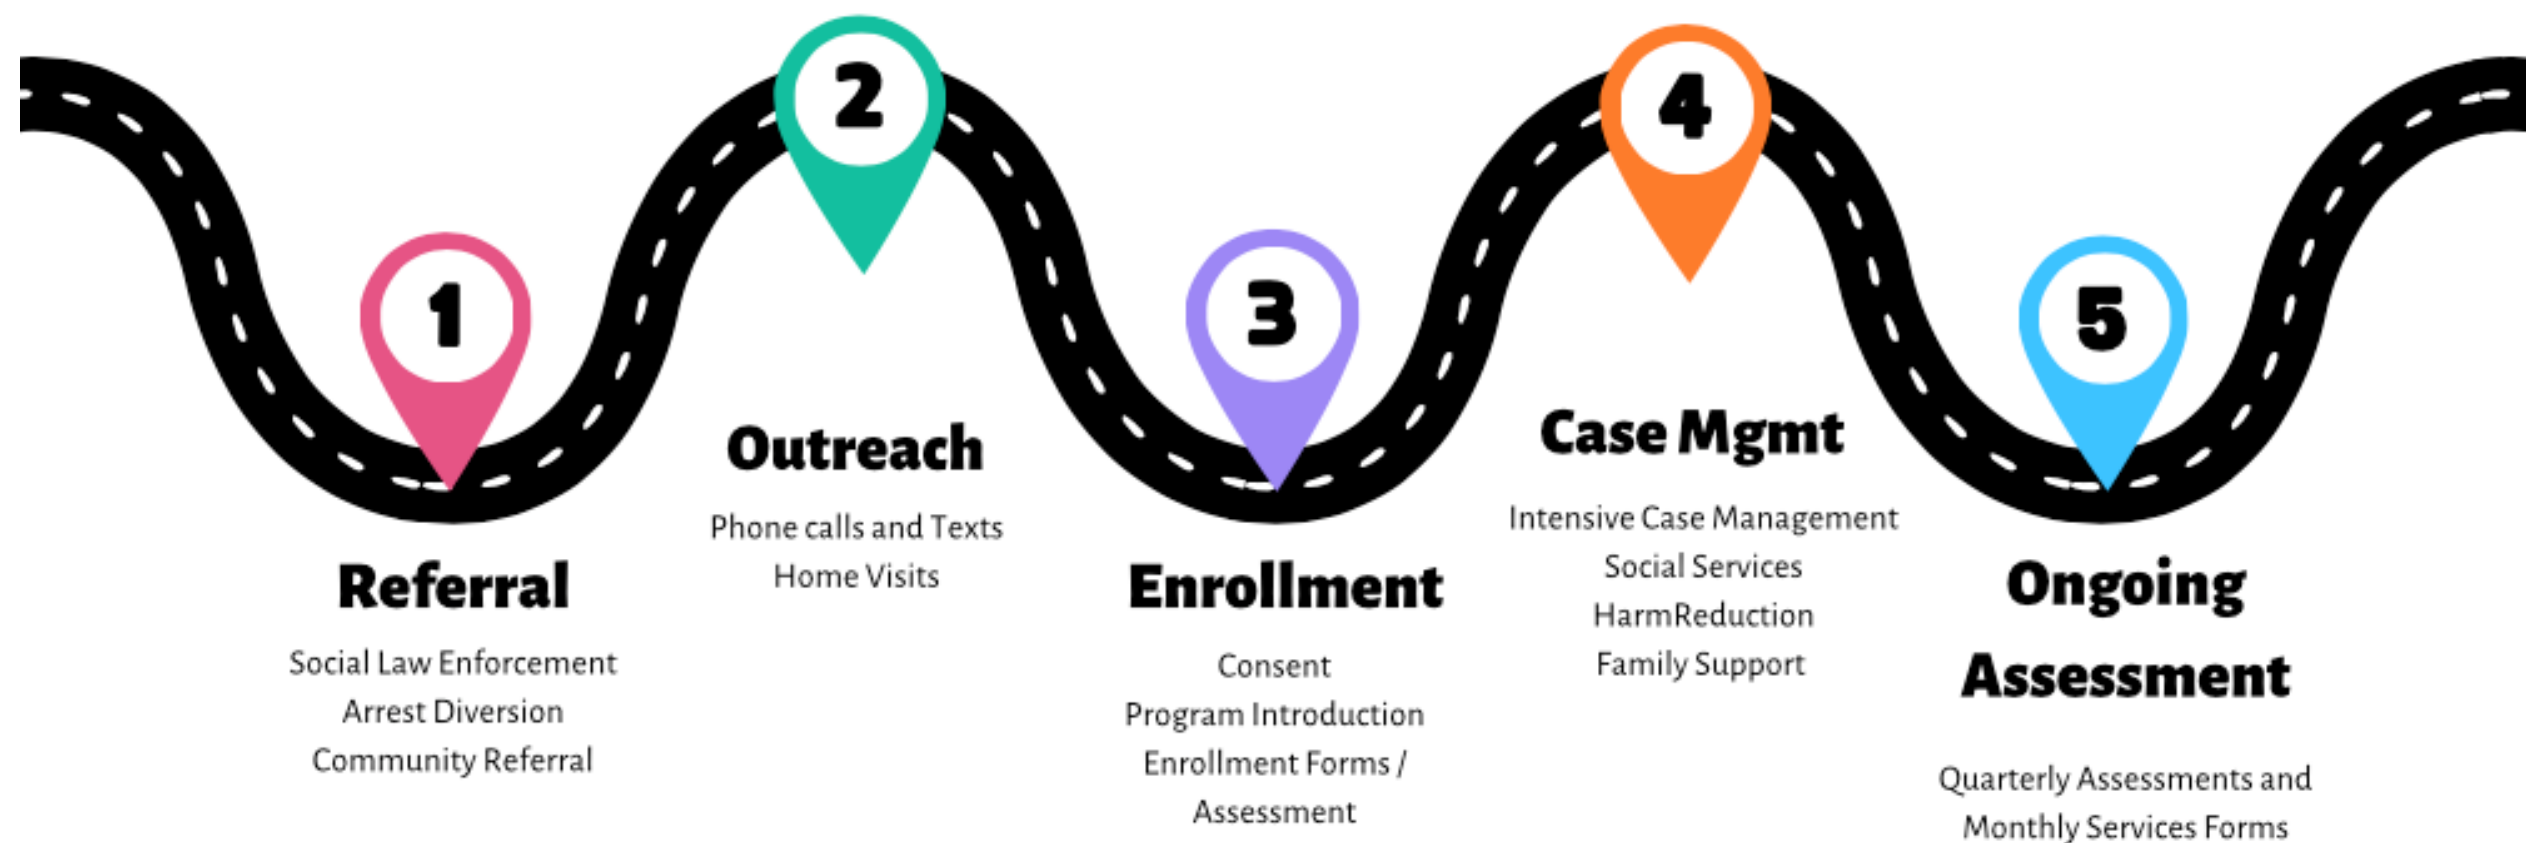 1
Referral
Social Law Enforcement
Arrest Diversion
Community Referral
2
Outreach
Phone calls and Texts
Home Visits
3
Enrollment
Consent
Program Introduction
Enrollment Forms /
Assessment
4
Case Mgmt
Intensive Case Management
Social Services
HarmReduction
Family Support
5
Ongoing
Assessment
Quarterly Assessments and
Monthly Services Forms